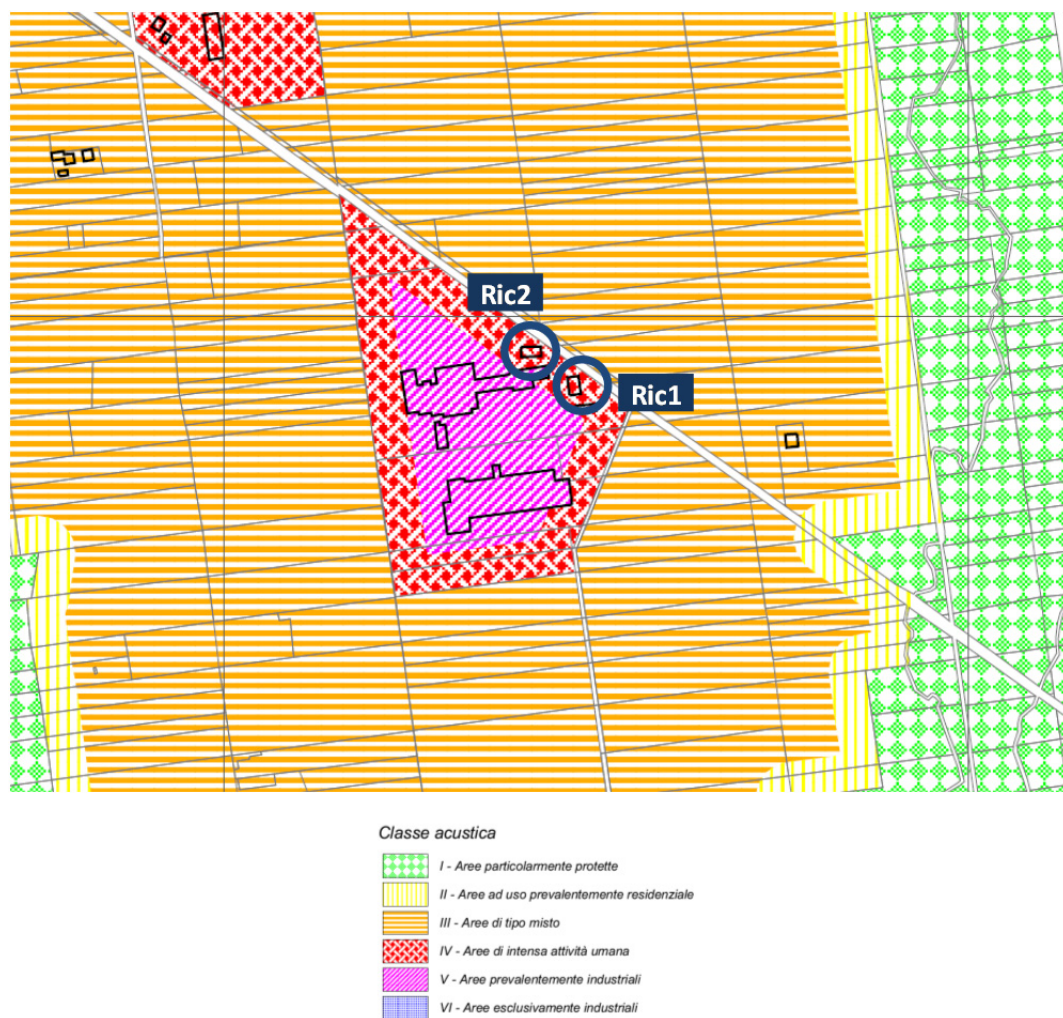 Ric2
Ric1
Classe acustica
I - Aree particolarmente protette
II - Aree ad uso prevalentemente residenziale
III - Aree di tipo misto
IV - Aree di intensa attività umana
V - Aree prevalentemente industriali
VI - Aree esclusivamente industriali